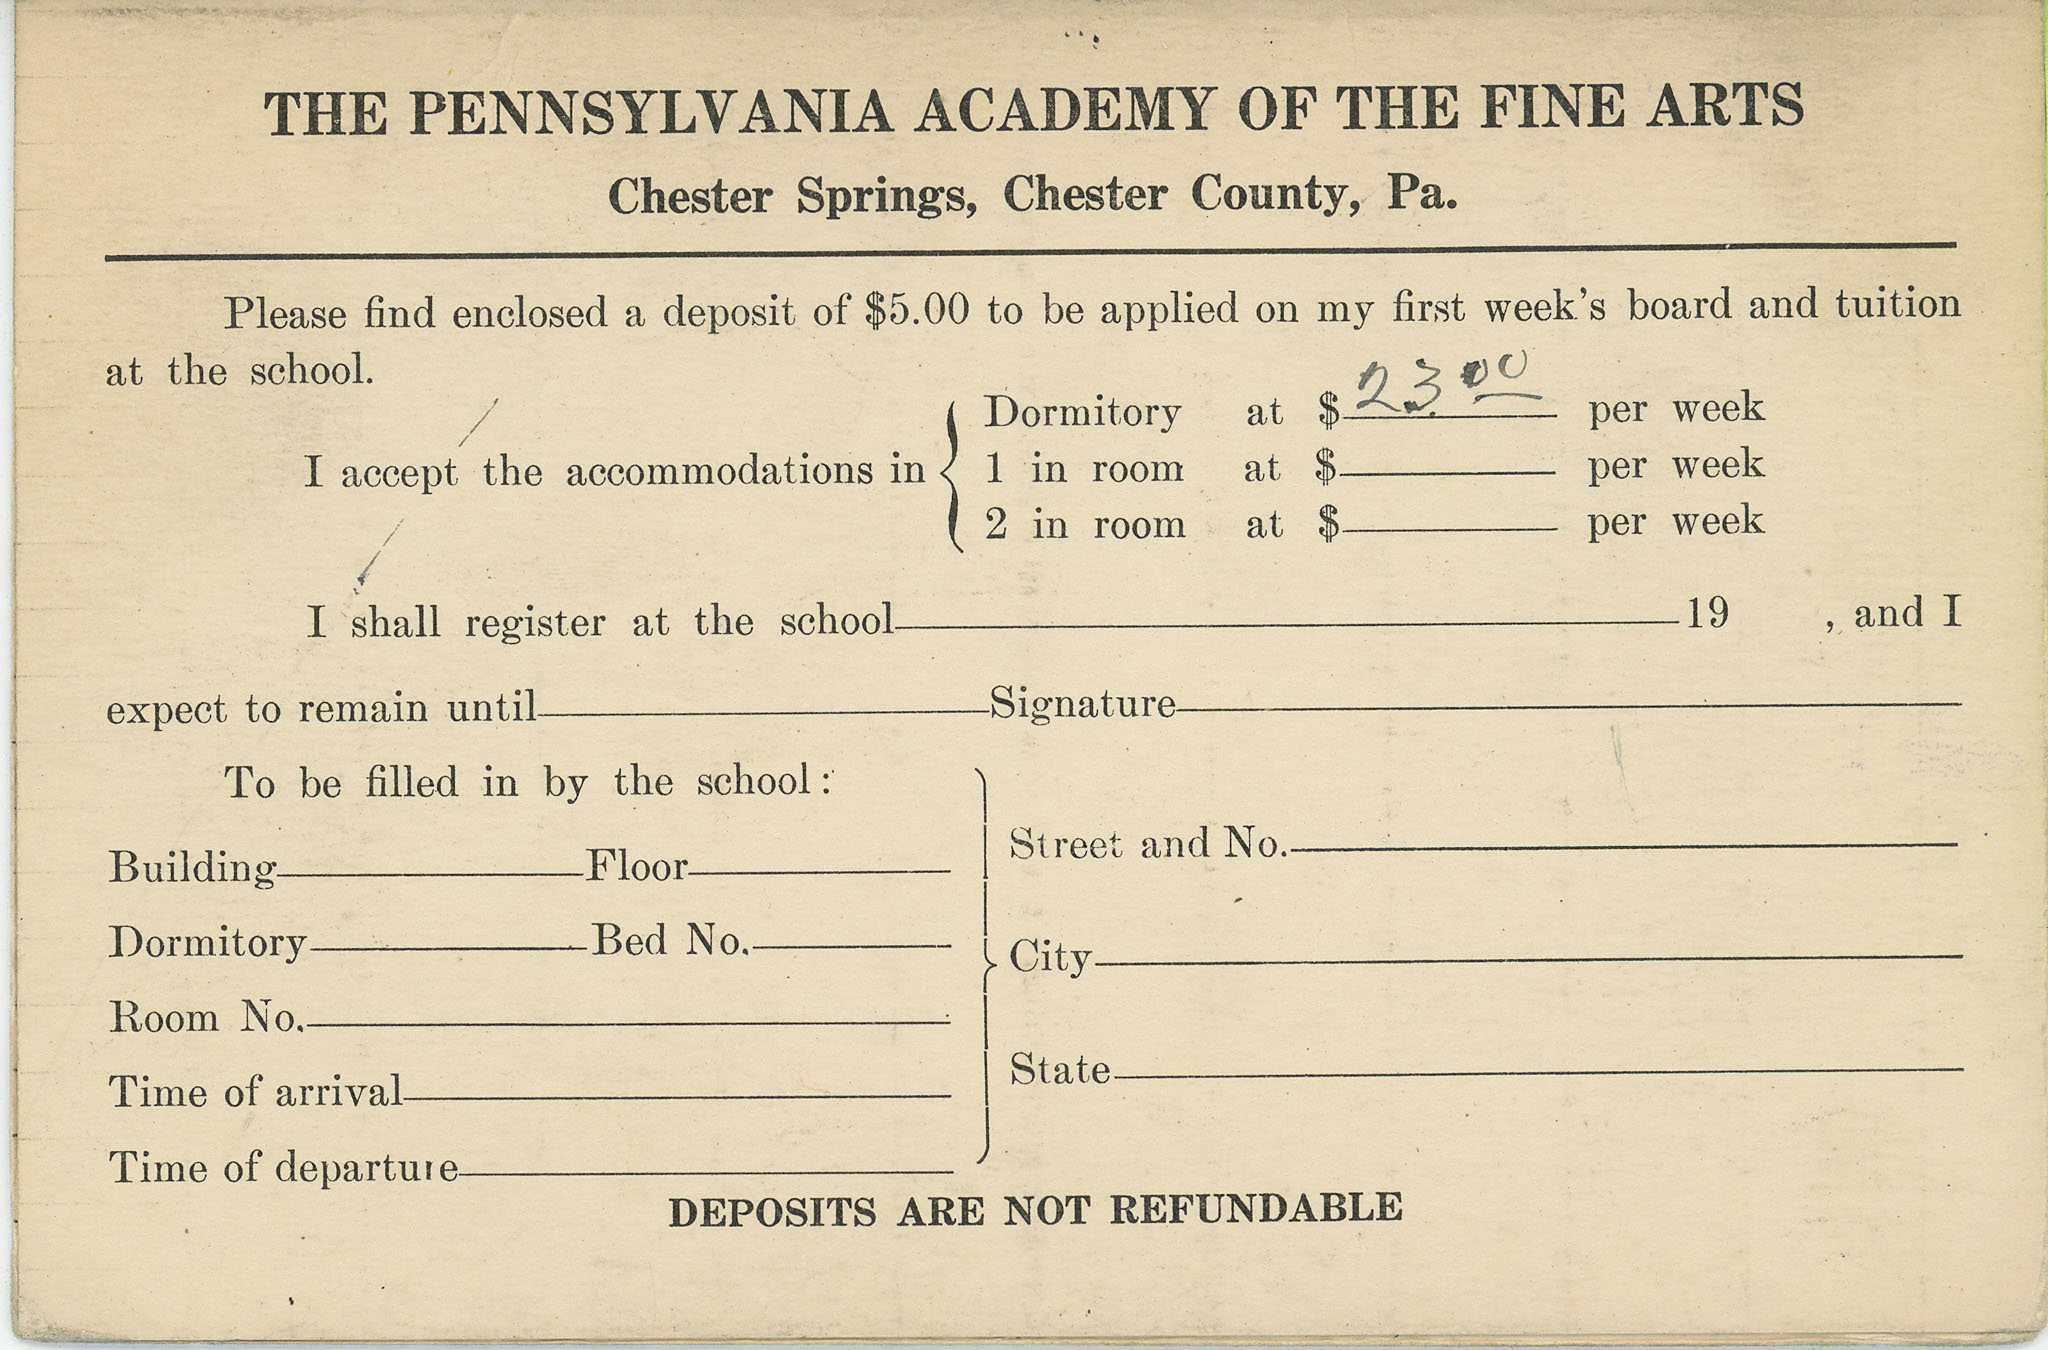 THE PENNSYLVANIA ACADEMY OF THE FINE ARTS
Chester Springs, Chester County, Pa.
Please find enclosed a deposit of $5.00 to be applied on my first week's board and tuition
at the school.
I accept the accommodations in
Dormitory at $ 23.00 per week
1 in room at $ per week
2 in room at $ per week
I shall register at the school 19 , and I
expect to remain until Signature
To be filled in by the school:
Building Floor
Dormitory Bed No.
Room No.
Time of arrival
Time of departure
Street and No.
City
State
DEPOSITS ARE NOT REFUNDABLE